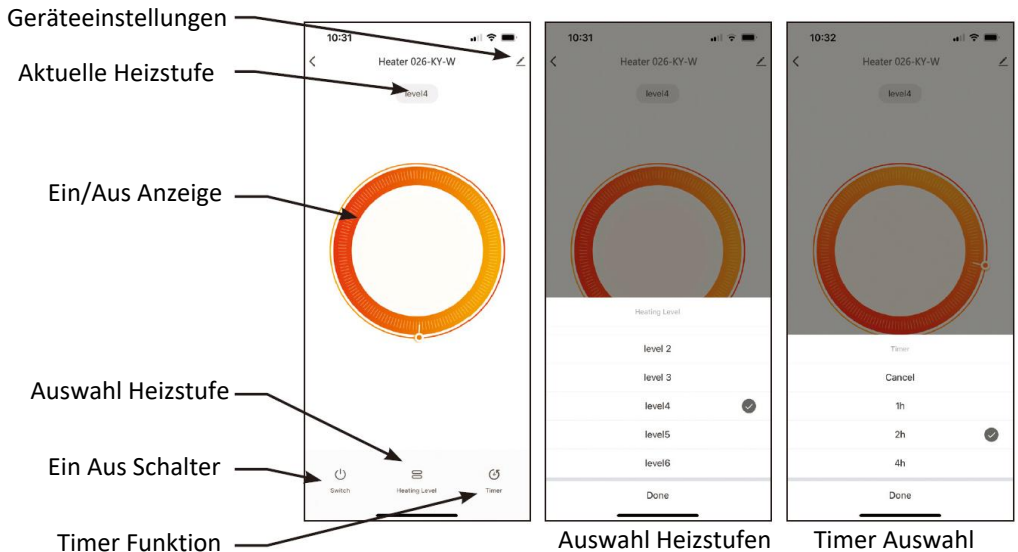 Geräteeinstellungen
Aktuelle Heizstufe
Ein/Aus Anzeige
Auswahl Heizstufe
Ein Aus Schalter
Timer Funktion
10:31
Heater 026-KY-W
level4
Switch
Heating Level
Timer
10:31
Heater 026-KY-W
level4
Heating Level
level 2
level 3
level4
level5
level6
Done
Auswahl Heizstufen
10:32
Heater 026-KY-W
level4
Timer
Cancel
1h
2h
4h
Done
Timer Auswahl